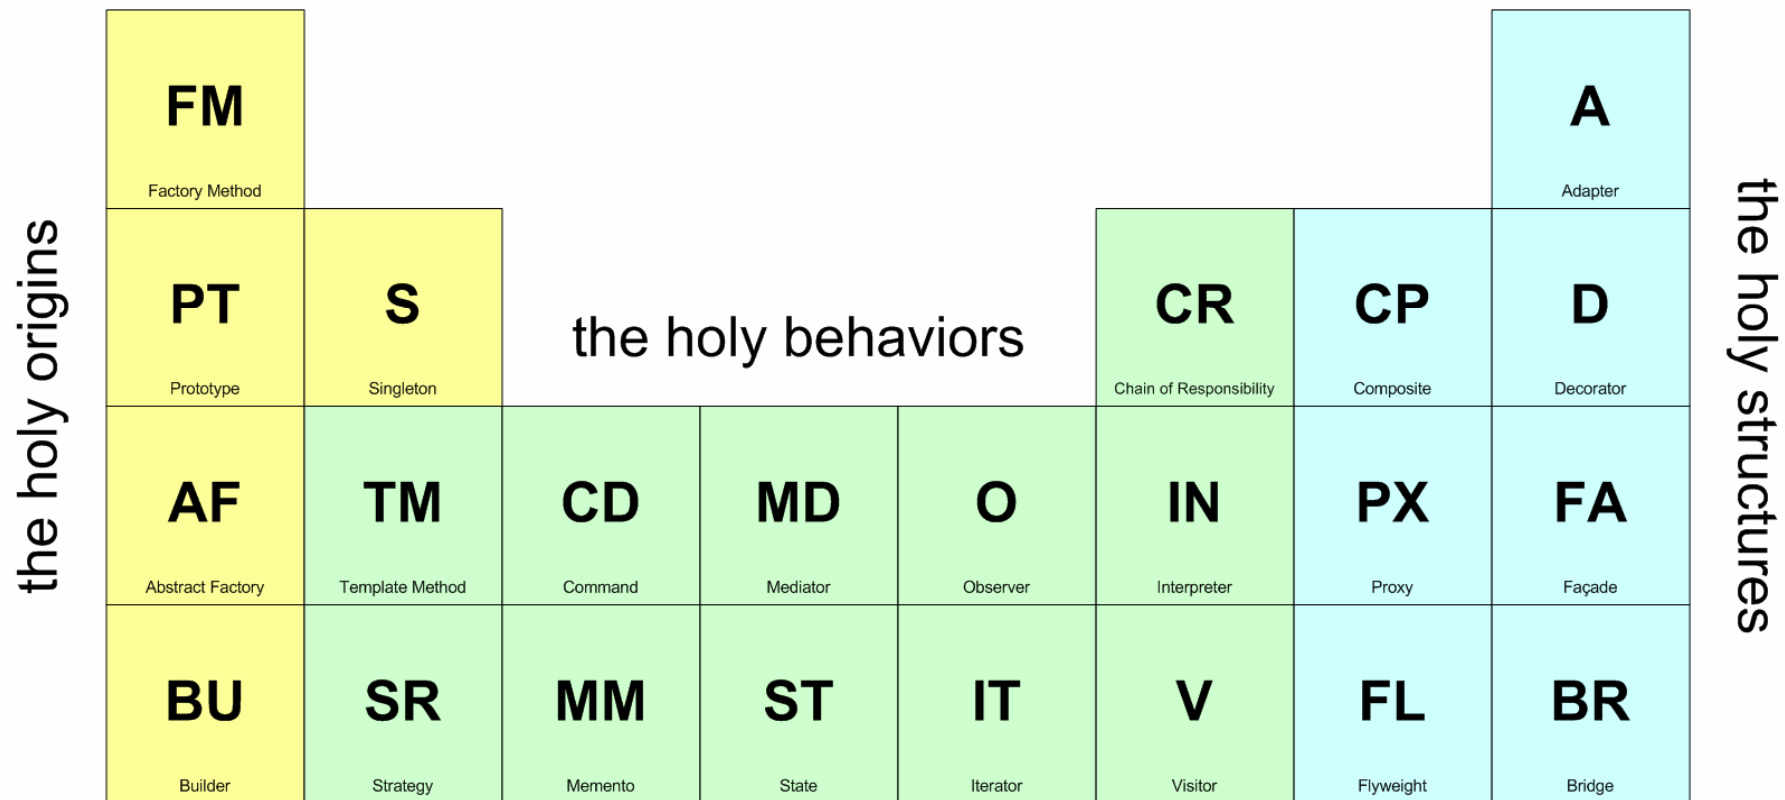 the holy origins
FM
Factory Method
A
Adapter
PT
Prototype
S
Singleton
the holy behaviors
CR
Chain of Responsibility
CP
Composite
D
Decorator
the holy structures
AF
Abstract Factory
TM
Template Method
CD
Command
MD
Mediator
O
Observer
IN
Interpreter
PX
Proxy
FA
Façade
BU
Builder
SR
Strategy
MM
Memento
ST
State
IT
Iterator
V
Visitor
FL
Flyweight
BR
Bridge